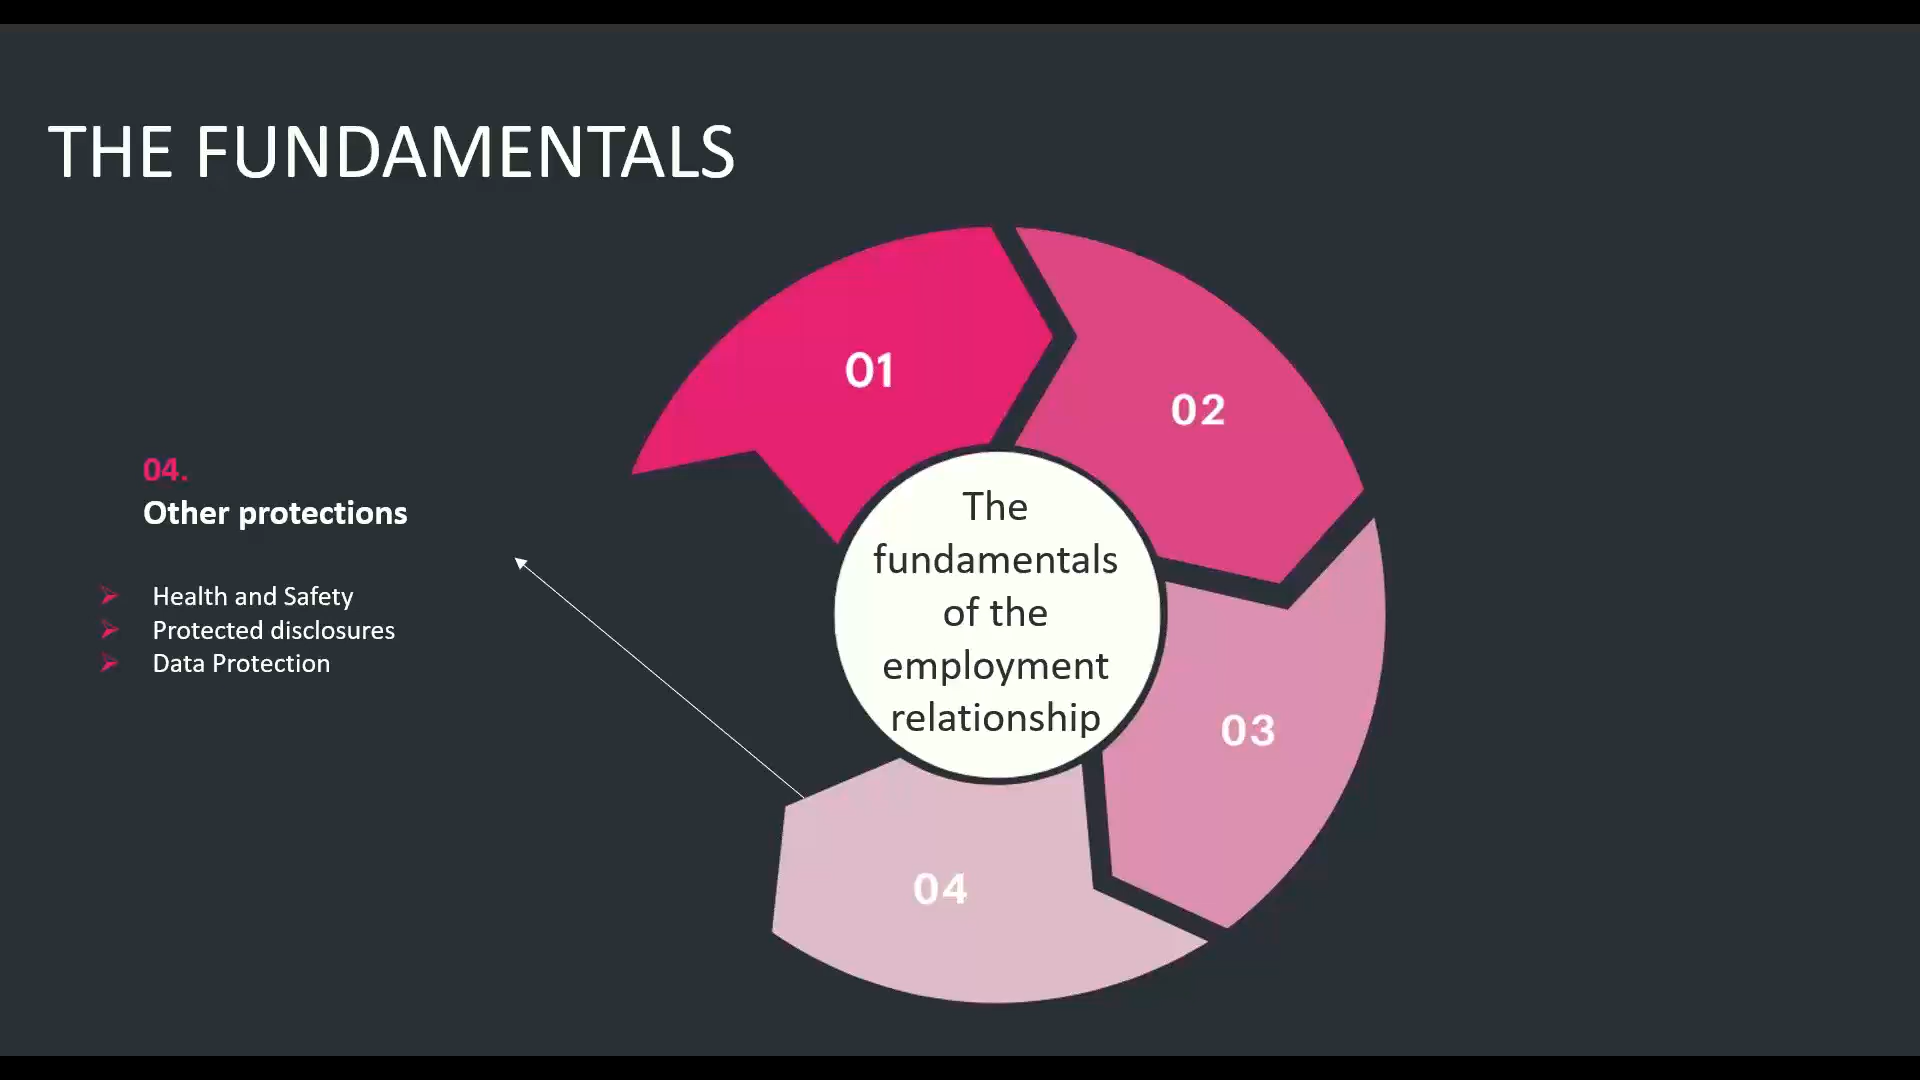 THE FUNDAMENTALS
01
02
04.
Other protections
Health and Safety
Protected disclosures
Data Protection
The
fundamentals
of the
employment
relationship
03
04